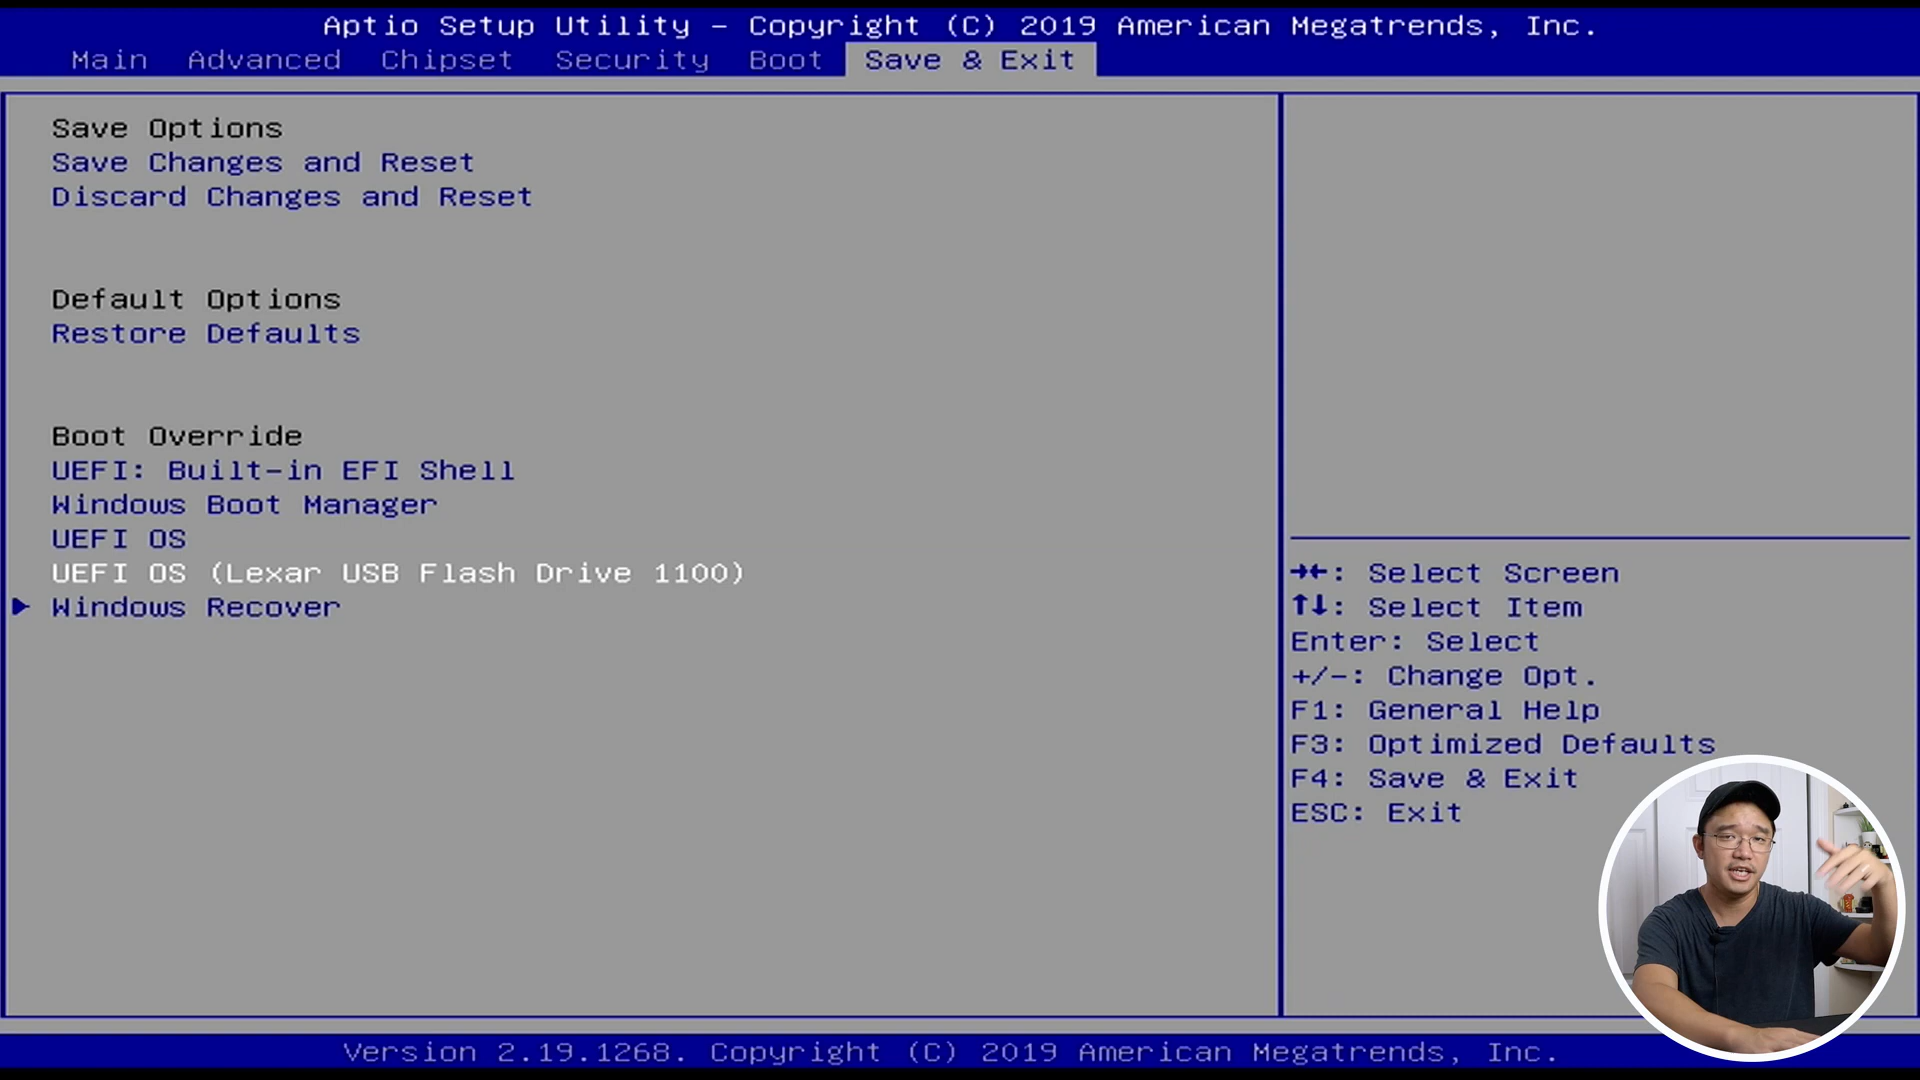 Aptio Setup Utility - Copyright (C) 2019 American Megatrends, Inc.
Main Advanced Chipset Security Boot Save & Exit
Save Options
Save Changes and Reset
Discard Changes and Reset
Default Options
Restore Defaults
Boot Override
UEFI: Built-in EFI Shell
Windows Boot Manager
UEFI OS
UEFI OS (Lexar USB Flash Drive 1100)
Windows Recover
→←: Select Screen
↑↓: Select Item
Enter: Select
+/-: Change Opt.
F1: General Help
F3: Optimized Defaults
F4: Save & Exit
ESC: Exit
Version 2.19.1268. Copyright (C) 2019 American Megatrends, Inc.